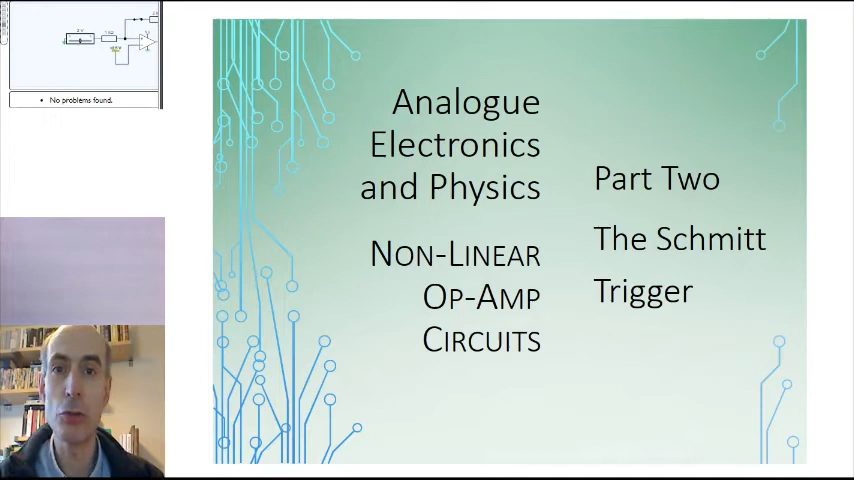 No problems found.
Analogue
Electronics
and Physics
NON-LINEAR
OP-AMP
CIRCUITS
Part Two
The Schmitt
Trigger